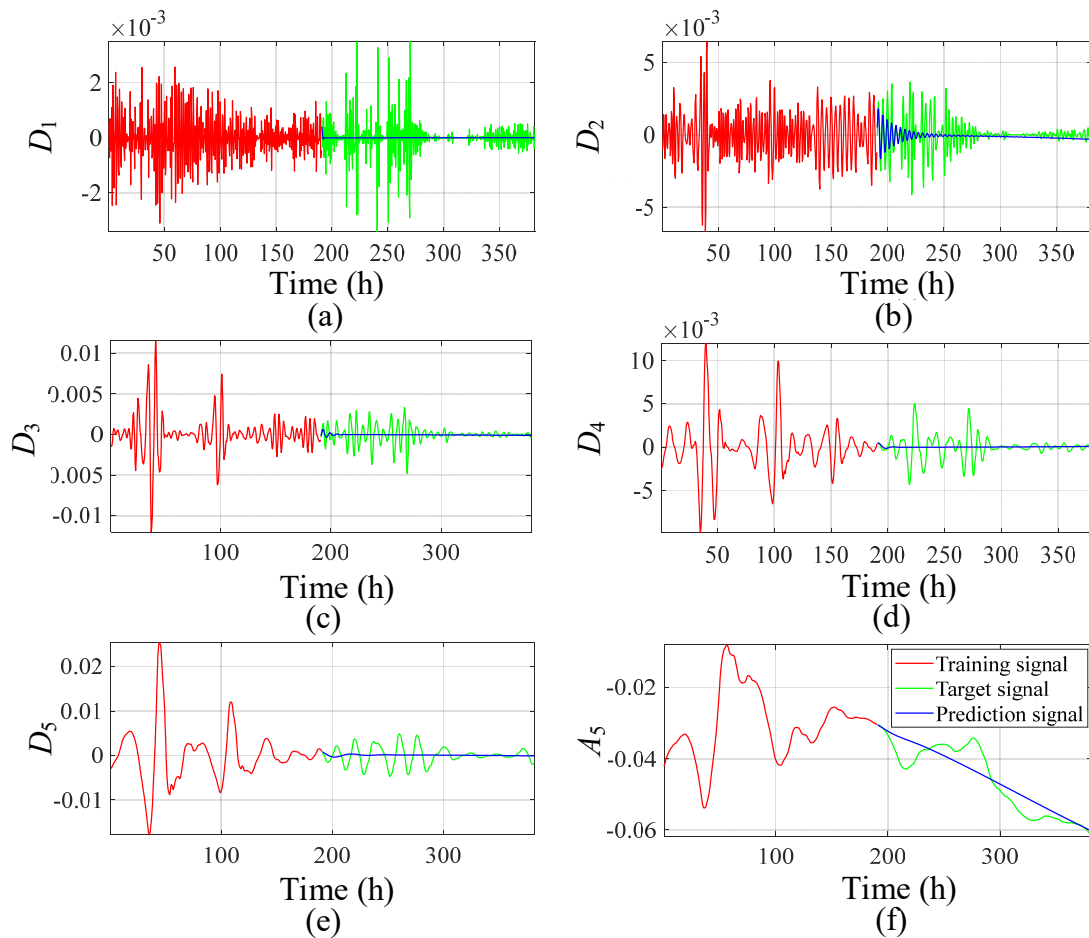 ×10⁻³
2
0
-2
D₁
50 100 150 200 250 300 350
Time (h)
(a)
×10⁻³
5
0
-5
D₂
50 100 150 200 250 300 350
Time (h)
(b)
0.01
0.005
0
0.005
-0.01
D₃
100 200 300
Time (h)
(c)
×10⁻³
10
5
0
-5
D₄
50 100 150 200 250 300 350
Time (h)
(d)
0.02
0.01
0
-0.01
D₅
100 200 300
Time (h)
(e)
-0.02
-0.04
-0.06
A₅
Training signal
Target signal
Prediction signal
100 200 300
Time (h)
(f)